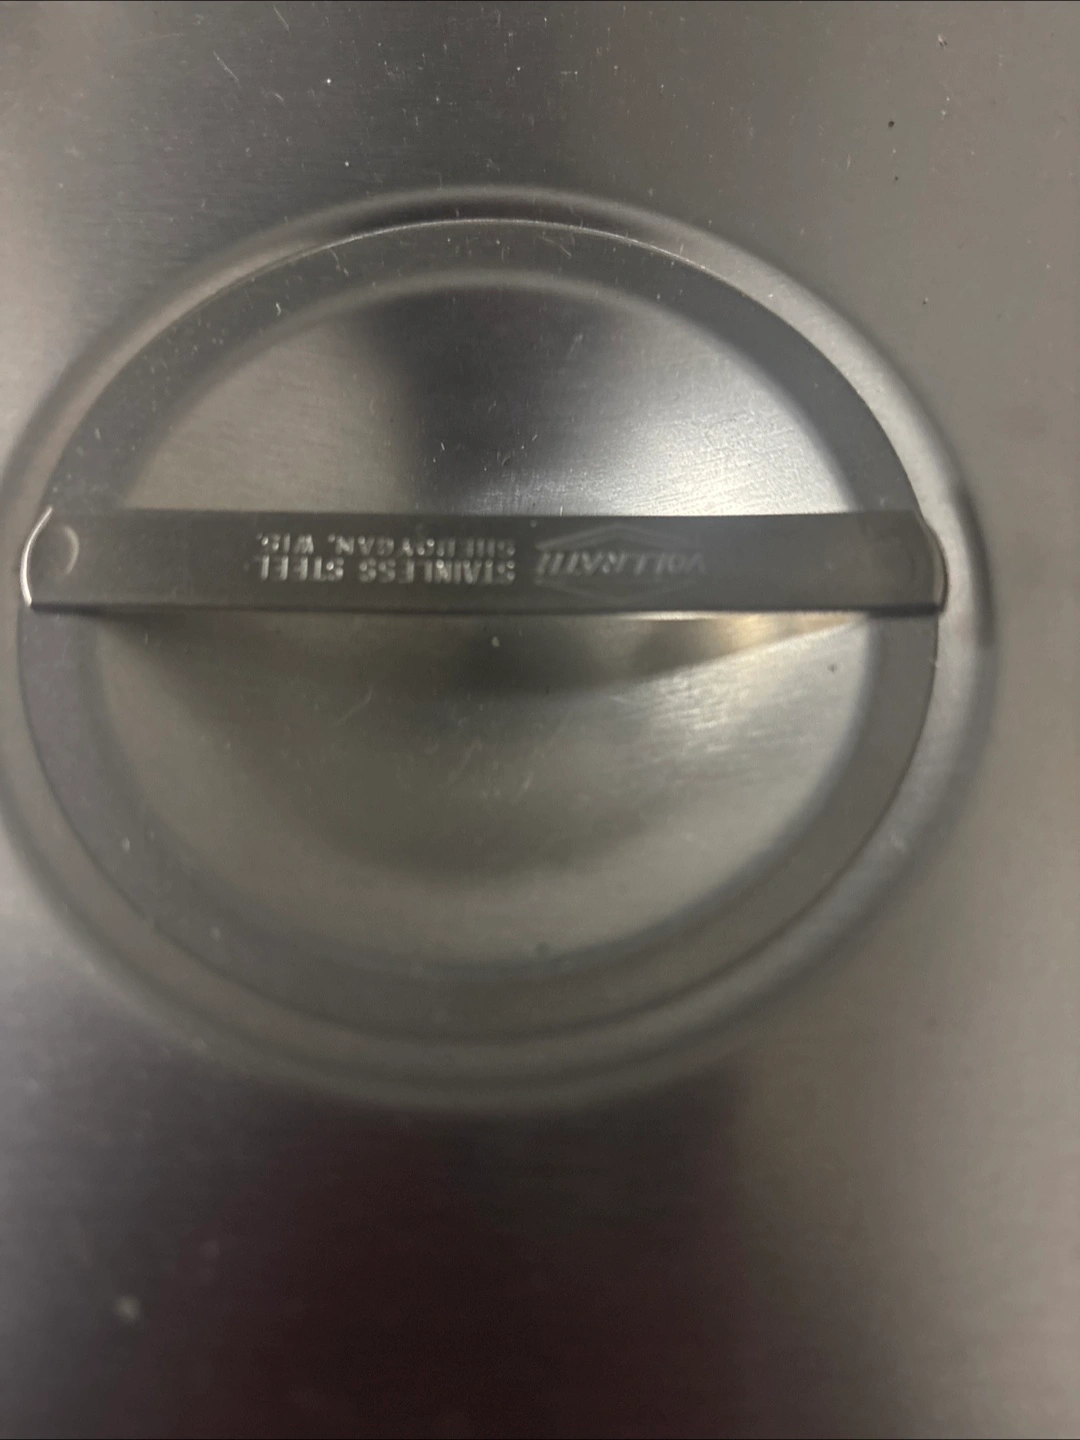 VOLLRATH
STAINLESS STEEL
SHEBOYGAN, WIS.